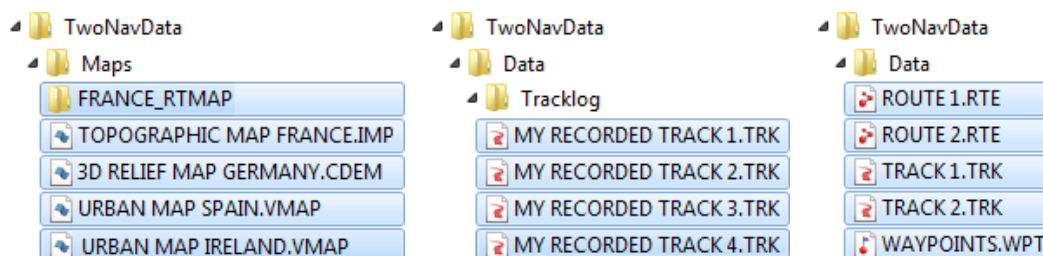 TwoNavData
Maps
FRANCE_RTMAP
TOPOGRAPHIC MAP FRANCE.IMP
3D RELIEF MAP GERMANY.CDEM
URBAN MAP SPAIN.VMAP
URBAN MAP IRELAND.VMAP
TwoNavData
Data
Tracklog
MY RECORDED TRACK 1.TRK
MY RECORDED TRACK 2.TRK
MY RECORDED TRACK 3.TRK
MY RECORDED TRACK 4.TRK
TwoNavData
Data
ROUTE 1.RTE
ROUTE 2.RTE
TRACK 1.TRK
TRACK 2.TRK
WAYPOINTS.WPT